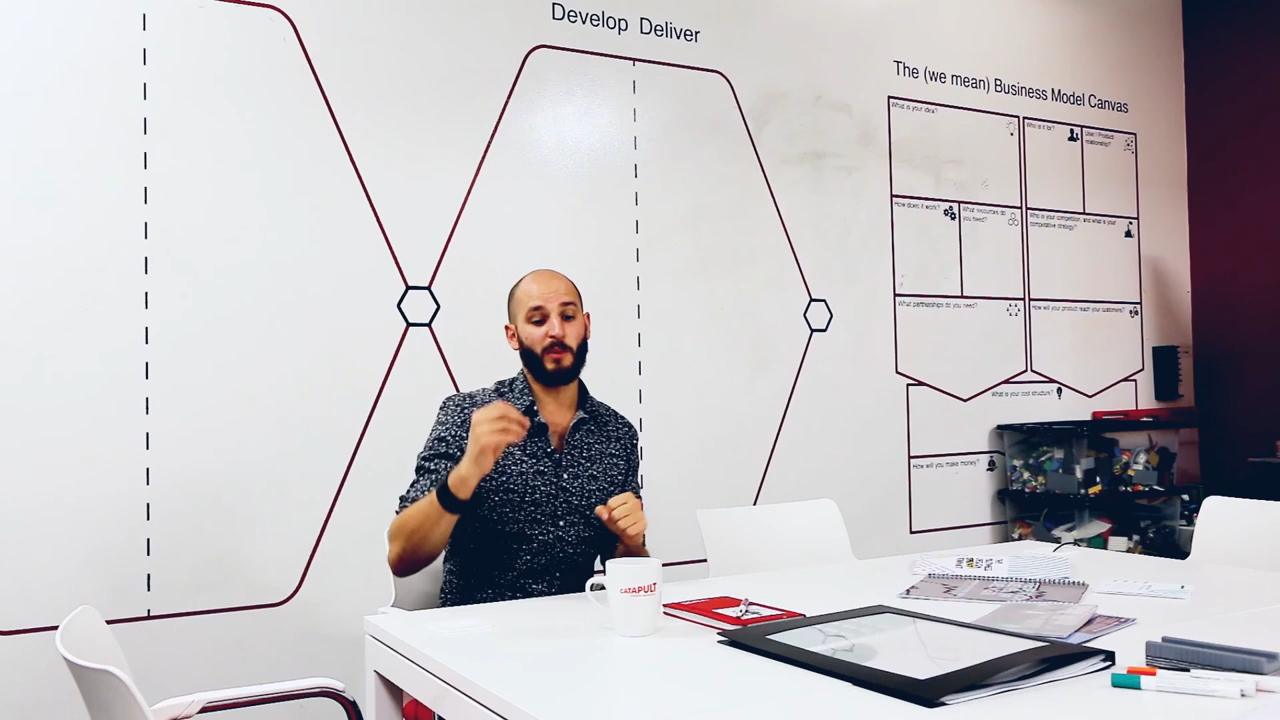 Develop Deliver
The (we mean) Business Model Canvas
What is your idea?
Who is it for?
User / Product
relationship?
How does it work?
What resources do
you need?
Who is your competition, and what is your
competitive strategy?
What partnerships do you need?
How will your product reach your customers?
What is your cost structure?
How will you make money?
CATAPULT